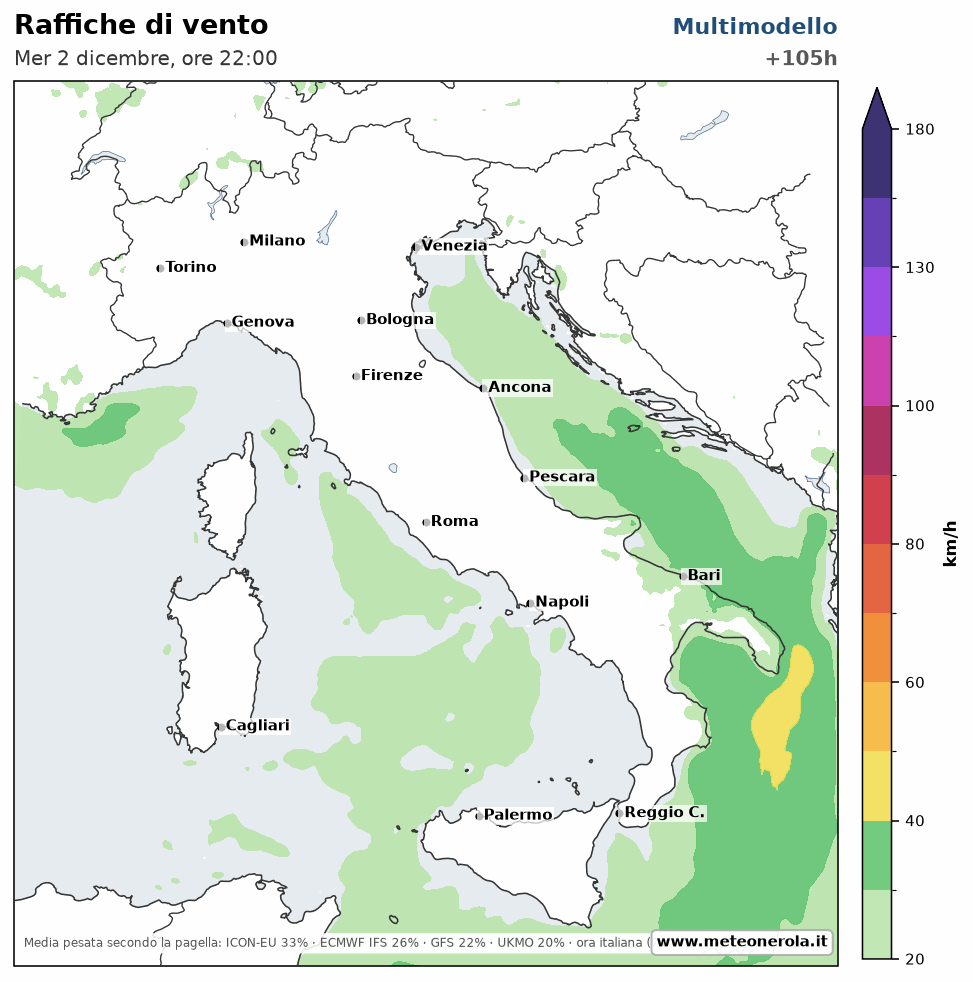 Raffiche di vento
Multimodello
Mer 2 dicembre, ore 22:00
+105h
180
Venezia
Milano
Torino
130
Genova
Bologna
Firenze
Ancona
100
Pescara
Roma
80
km/h
Bari
Napoli
60
Cagliari
Palermo
Reggio C.
40
Media pesata secondo la pagella: ICON-EU 33% · ECMWF IFS 26% · GFS 22% · UKMO 20% · ora italiana (
www.meteonerola.it
20